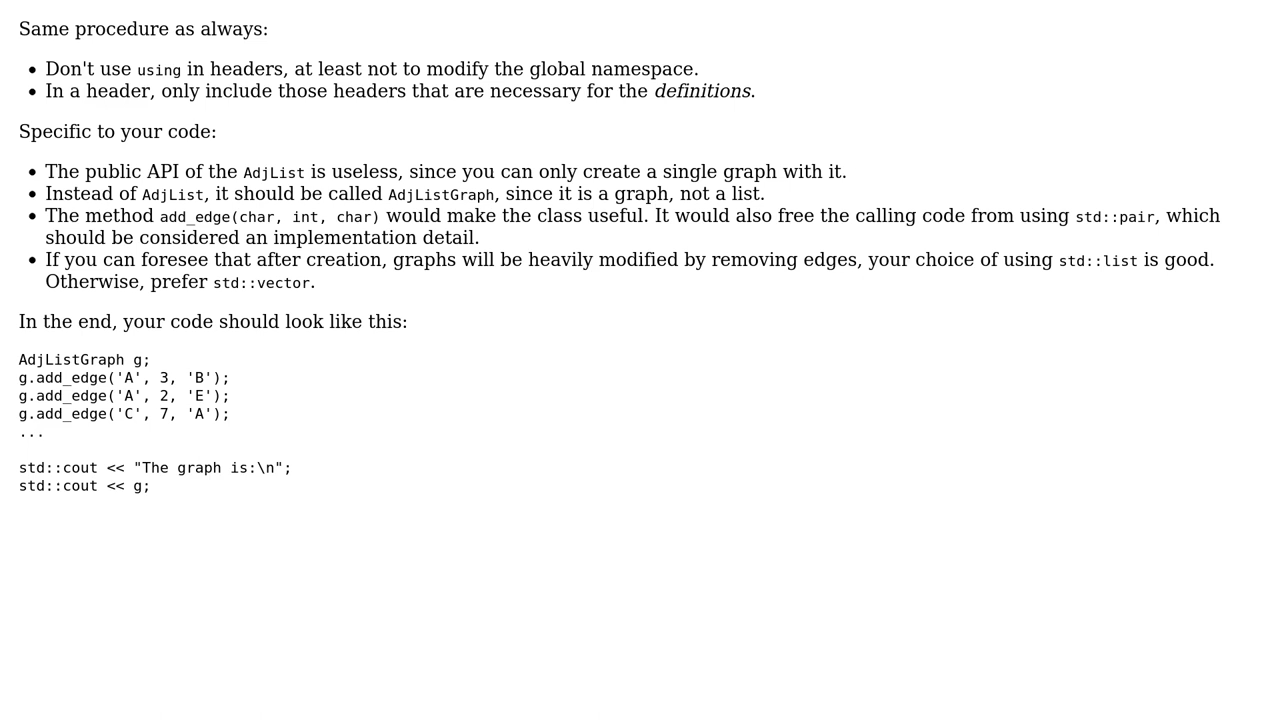 Same procedure as always:
• Don't use using in headers, at least not to modify the global namespace.
• In a header, only include those headers that are necessary for the definitions.
Specific to your code:
• The public API of the AdjList is useless, since you can only create a single graph with it.
• Instead of AdjList, it should be called AdjListGraph, since it is a graph, not a list.
• The method add_edge(char, int, char) would make the class useful. It would also free the calling code from using std::pair, which
should be considered an implementation detail.
• If you can foresee that after creation, graphs will be heavily modified by removing edges, your choice of using std::list is good.
Otherwise, prefer std::vector.
In the end, your code should look like this:
AdjListGraph g;
g.add_edge('A', 3, 'B');
g.add_edge('A', 2, 'E');
g.add_edge('C', 7, 'A');
...
std::cout << "The graph is:\n";
std::cout << g;